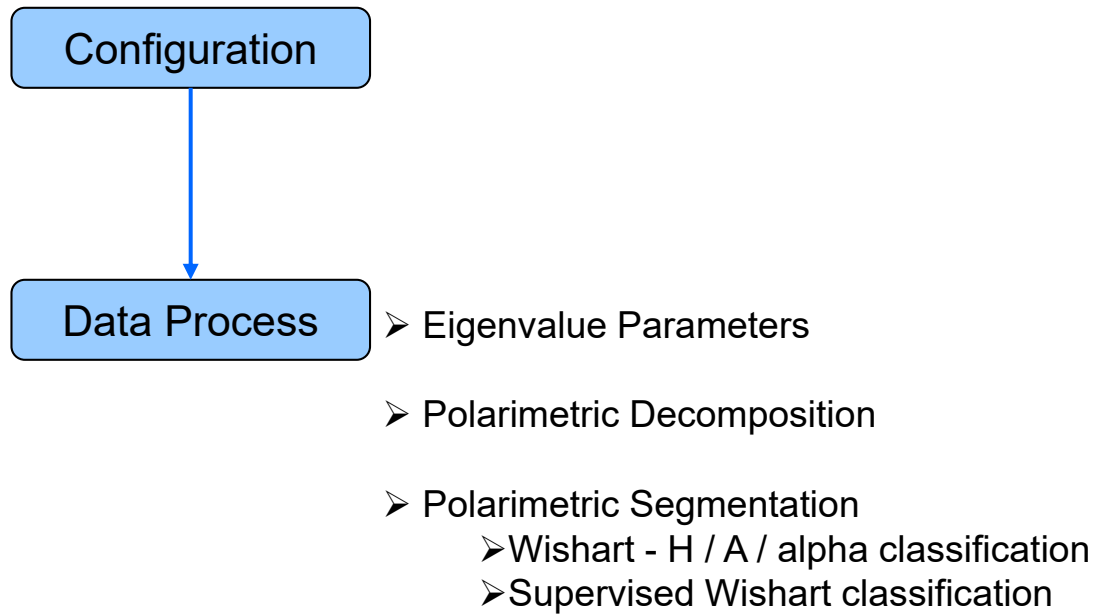 Configuration
Data Process
➢ Eigenvalue Parameters
➢ Polarimetric Decomposition
➢ Polarimetric Segmentation
➢Wishart - H / A / alpha classification
➢Supervised Wishart classification